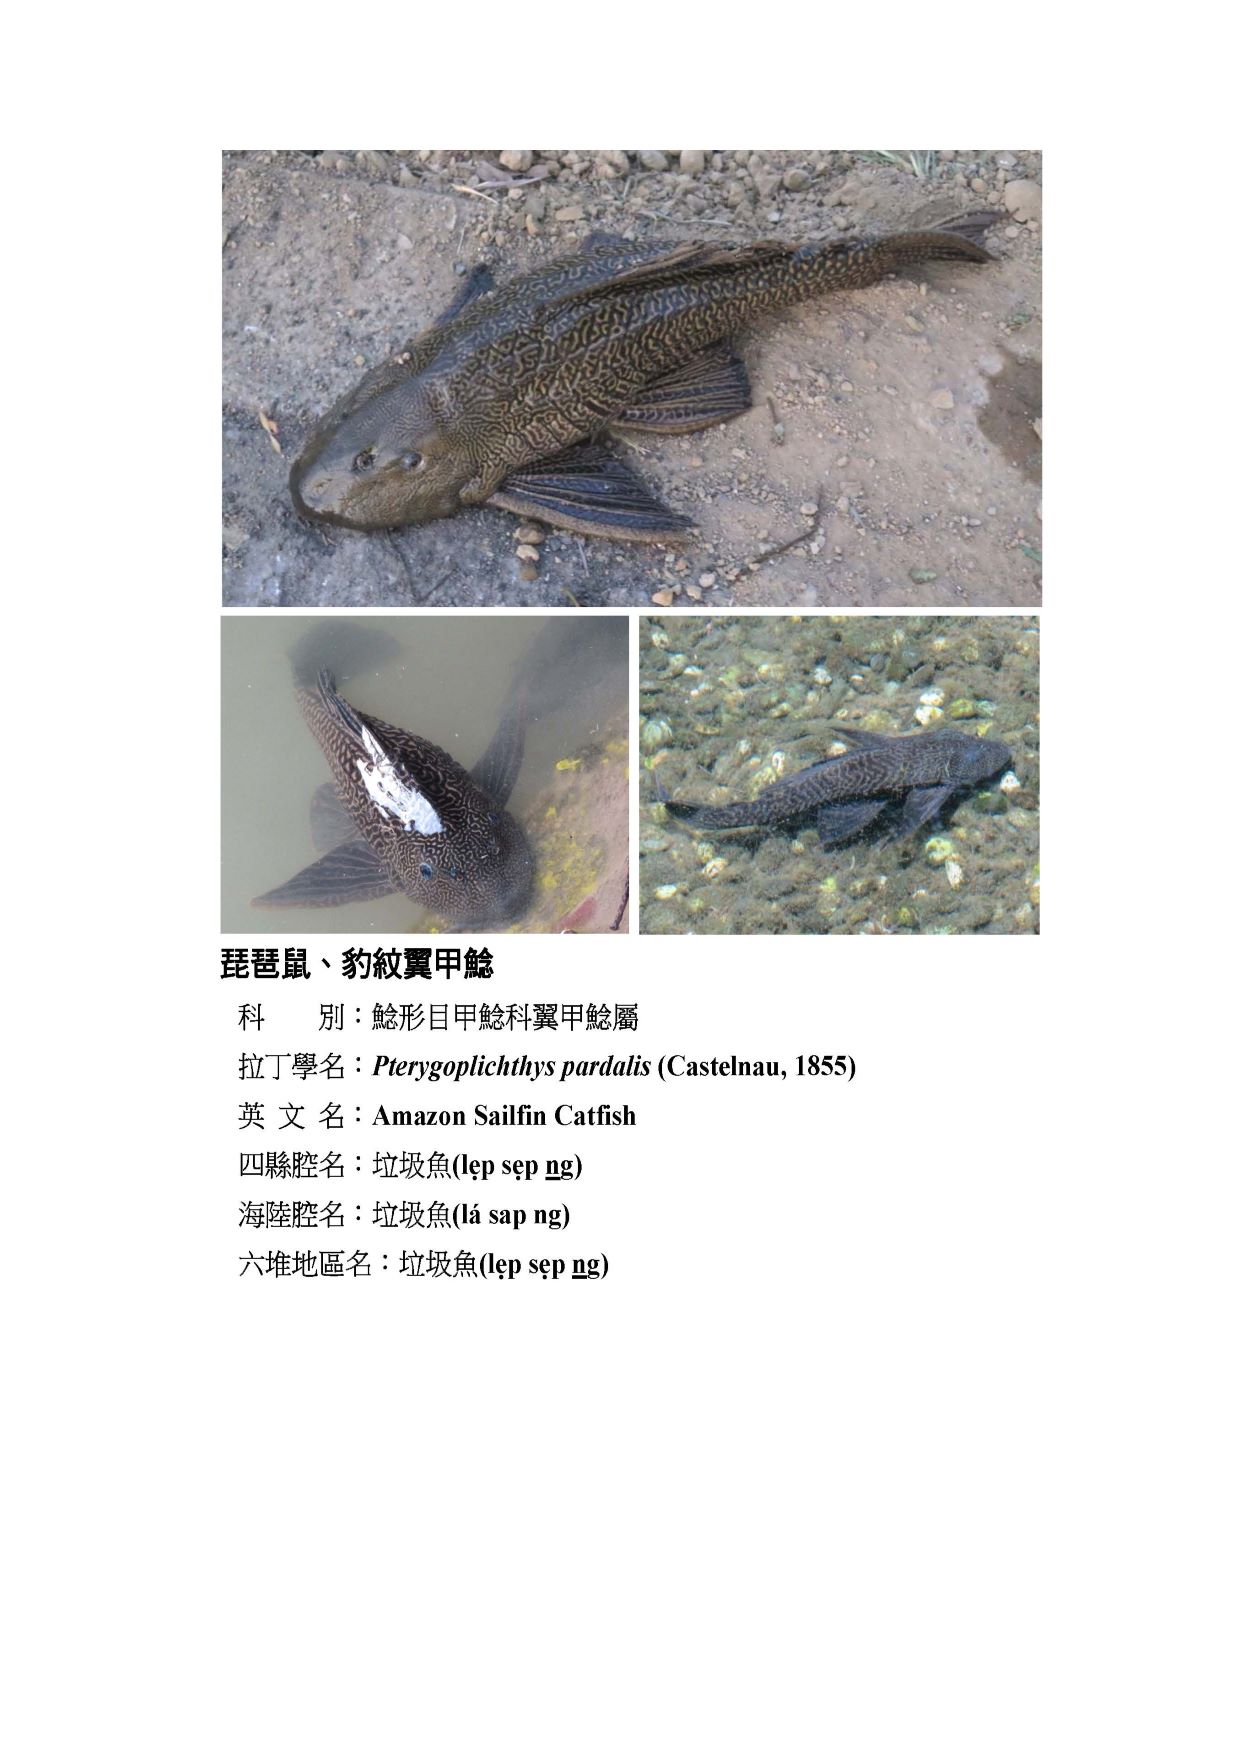 琵琶鼠、豹紋翼甲鯰
科　　別：鯰形目甲鯰科翼甲鯰屬
拉丁學名：Pterygoplichthys pardalis (Castelnau, 1855)
英 文 名：Amazon Sailfin Catfish
四縣腔名：垃圾魚(lẹp sẹp ng)
海陸腔名：垃圾魚(lá sap ng)
六堆地區名：垃圾魚(lẹp sẹp ng)